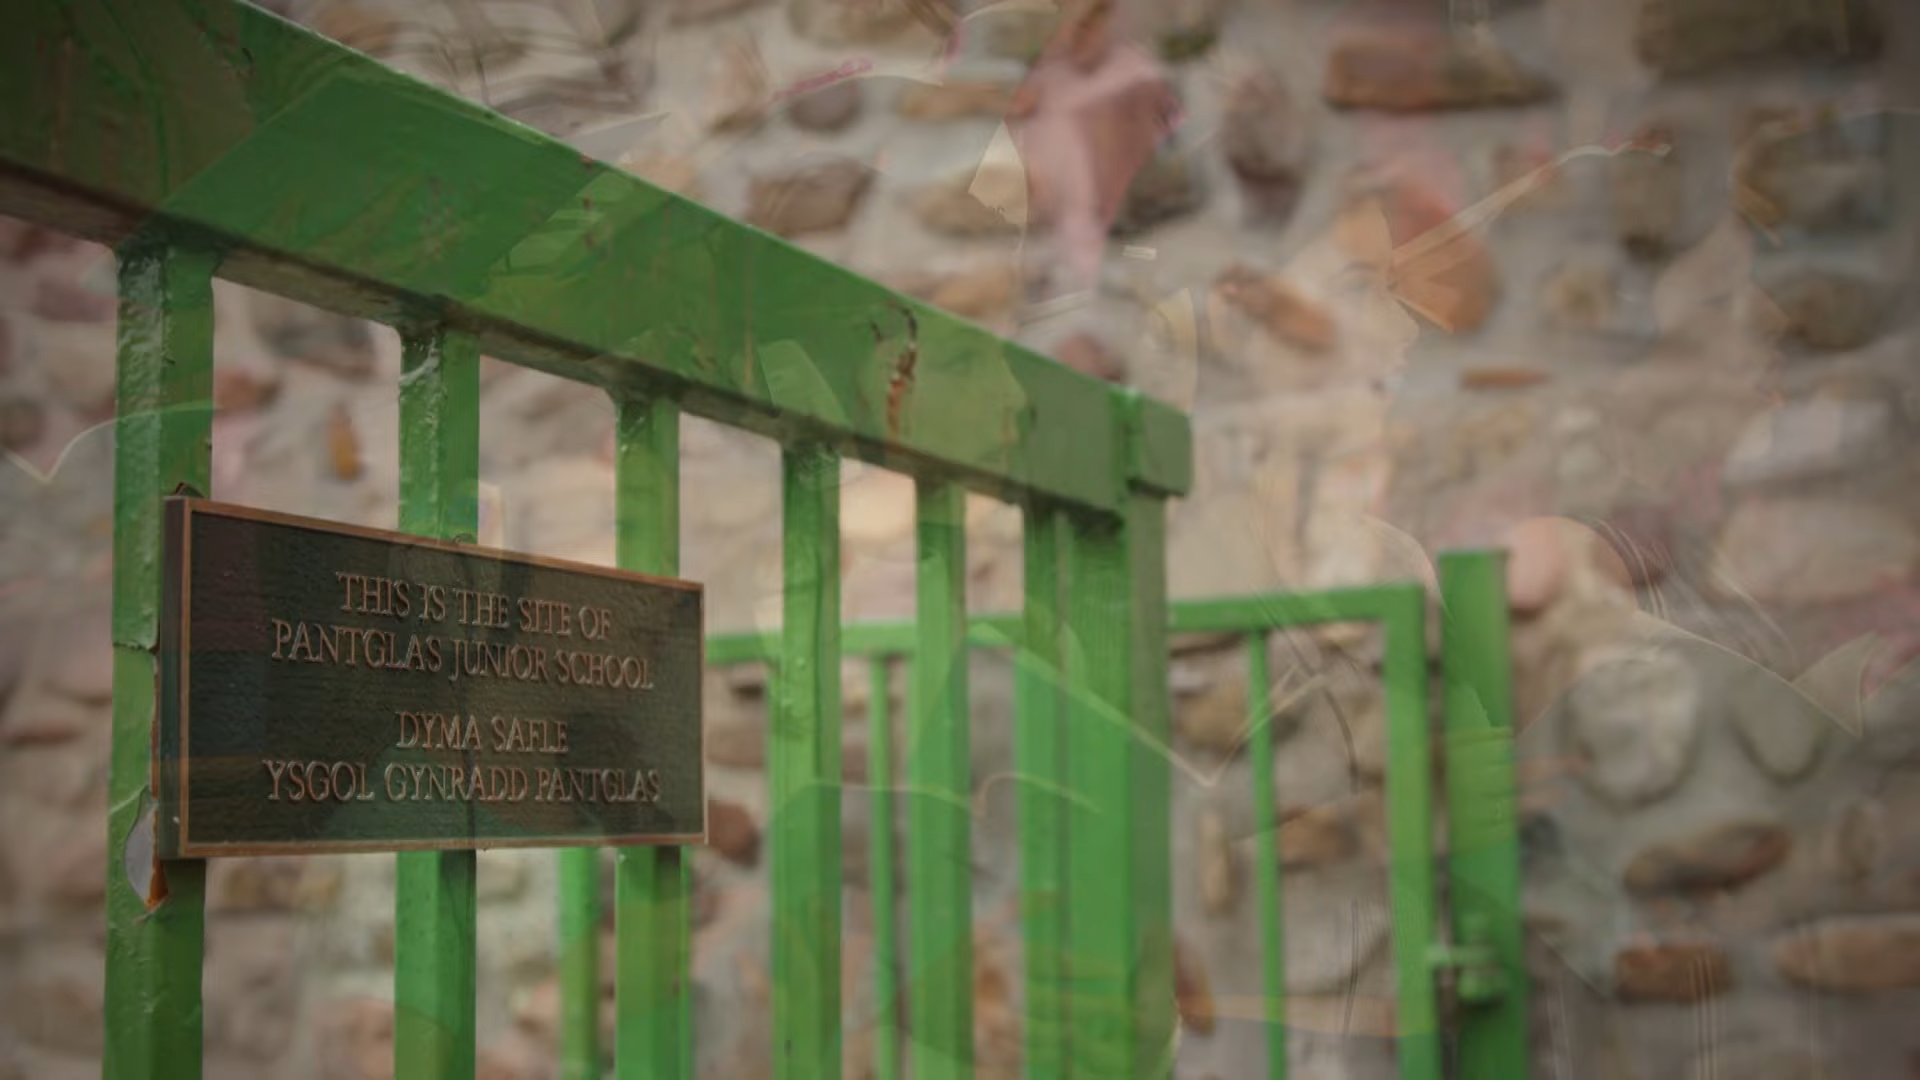 THIS IS THE SITE OF
PANTGLAS JUNIOR SCHOOL
DYMA SAFLE
YSGOL GYNRADD PANTGLAS